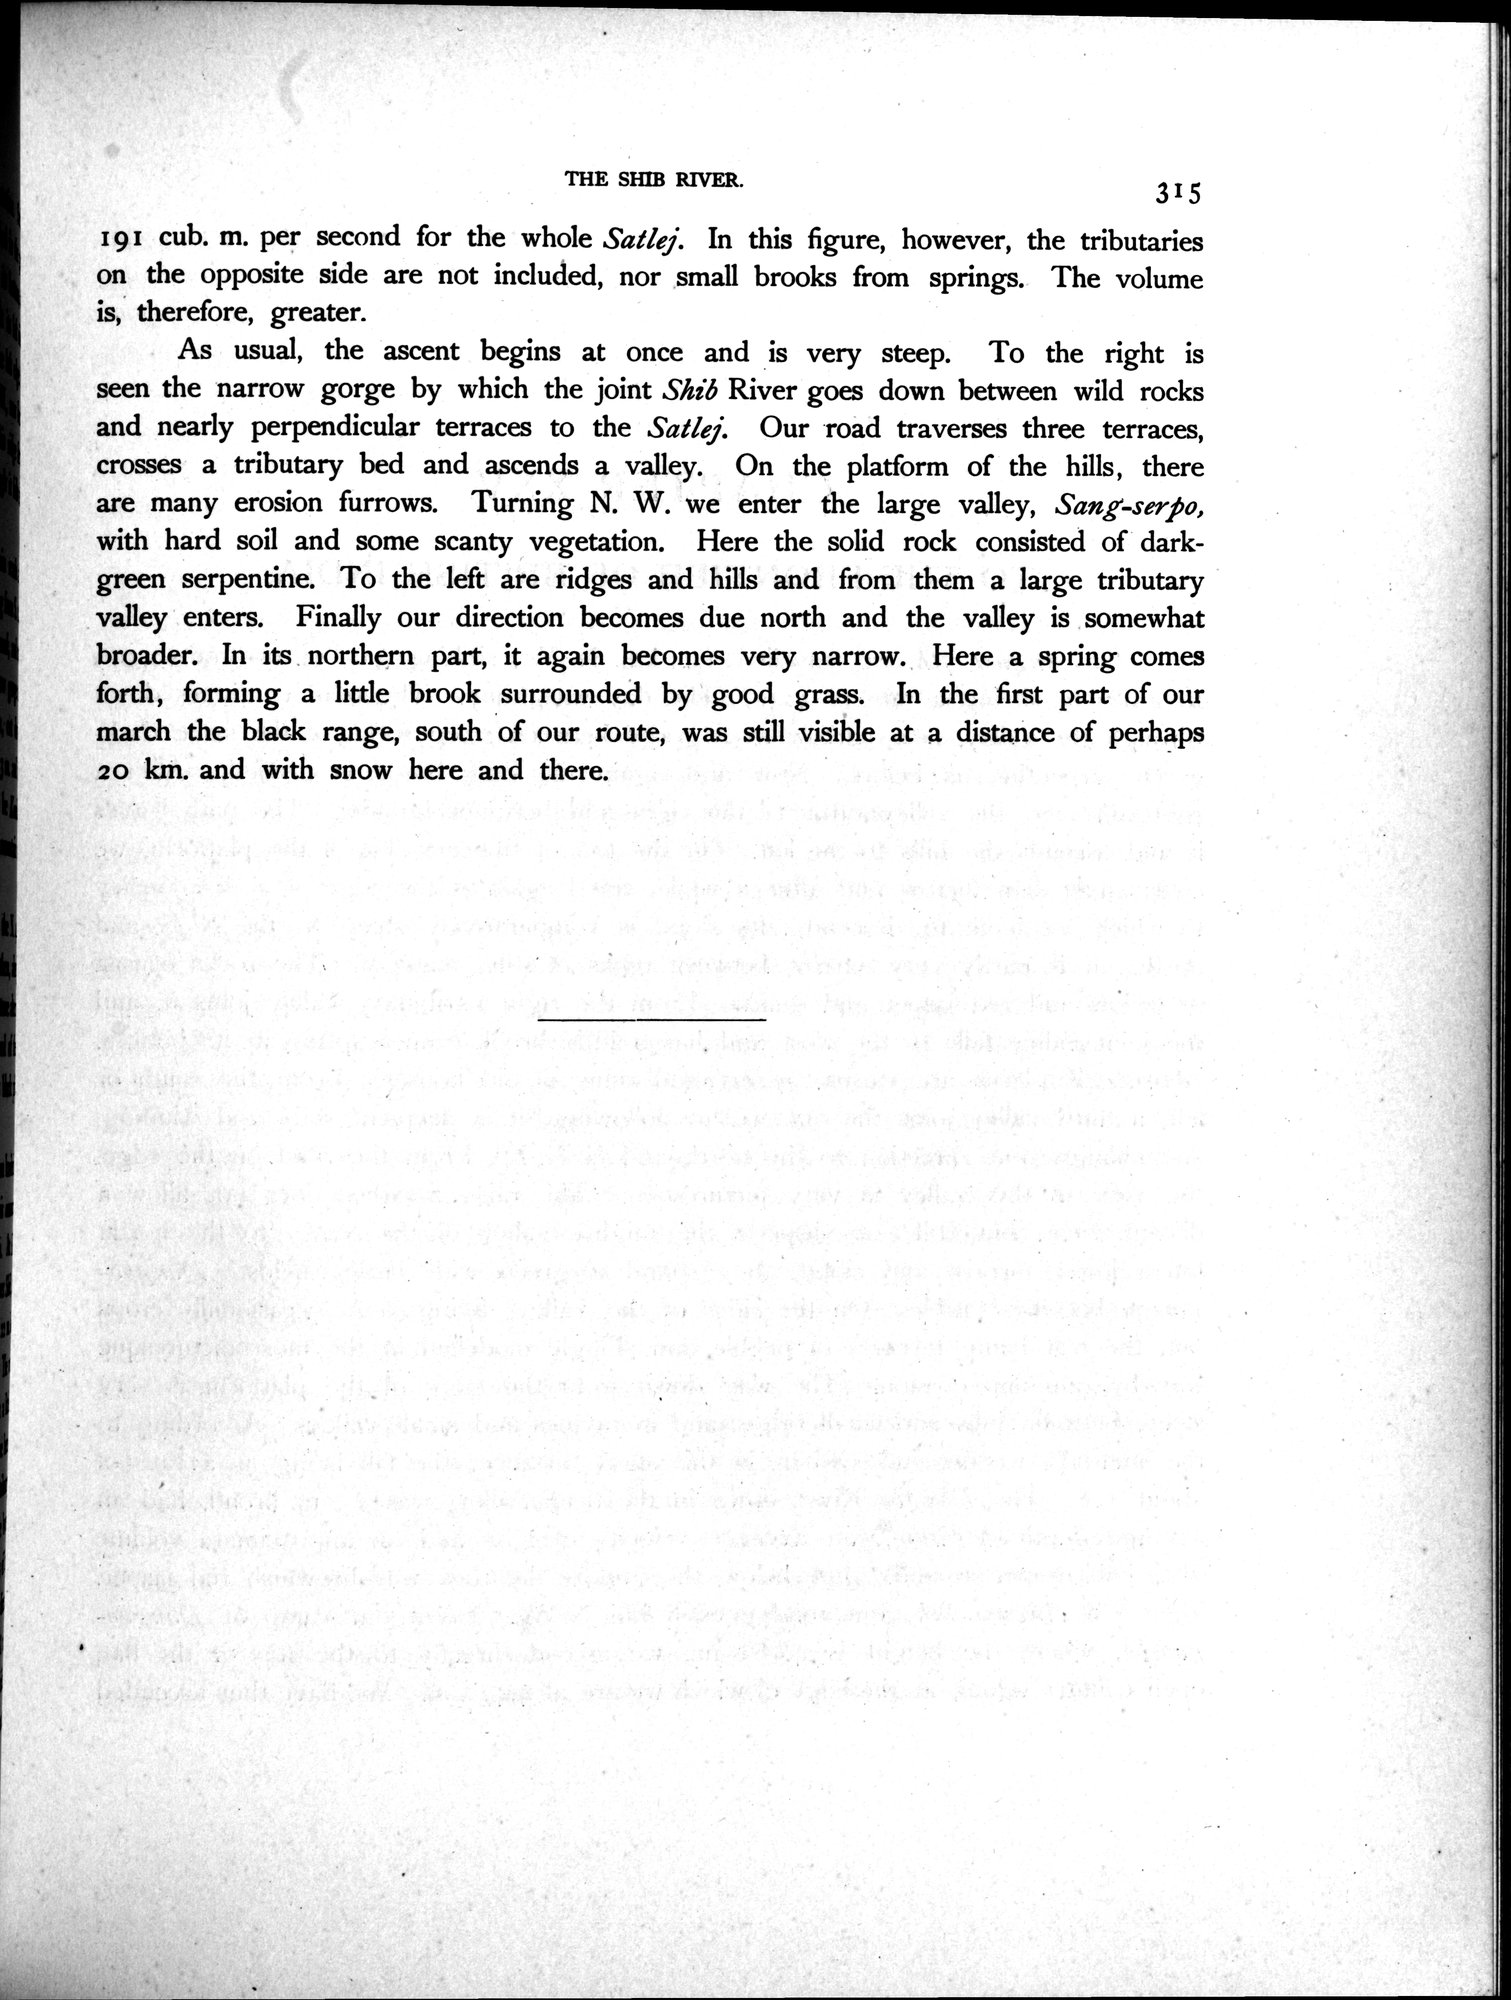 THE SHIB RIVER.
315
191 cub. m. per second for the whole Satlej. In this figure, however, the tributaries
on the opposite side are not included, nor small brooks from springs. The volume
is, therefore, greater.
As usual, the ascent begins at once and is very steep. To the right is
seen the narrow gorge by which the joint Shib River goes down between wild rocks
and nearly perpendicular terraces to the Satlej. Our road traverses three terraces,
crosses a tributary bed and ascends a valley. On the platform of the hills, there
are many erosion furrows. Turning N. W. we enter the large valley, Sang-serpo,
with hard soil and some scanty vegetation. Here the solid rock consisted of dark-
green serpentine. To the left are ridges and hills and from them a large tributary
valley enters. Finally our direction becomes due north and the valley is somewhat
broader. In its northern part, it again becomes very narrow. Here a spring comes
forth, forming a little brook surrounded by good grass. In the first part of our
march the black range, south of our route, was still visible at a distance of perhaps
20 km. and with snow here and there.